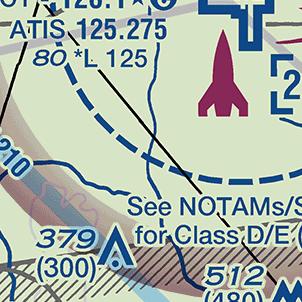 ATIS 125.275
80 *L 125
210
See NOTAMs/S
for Class D/E (
379
(300)
512